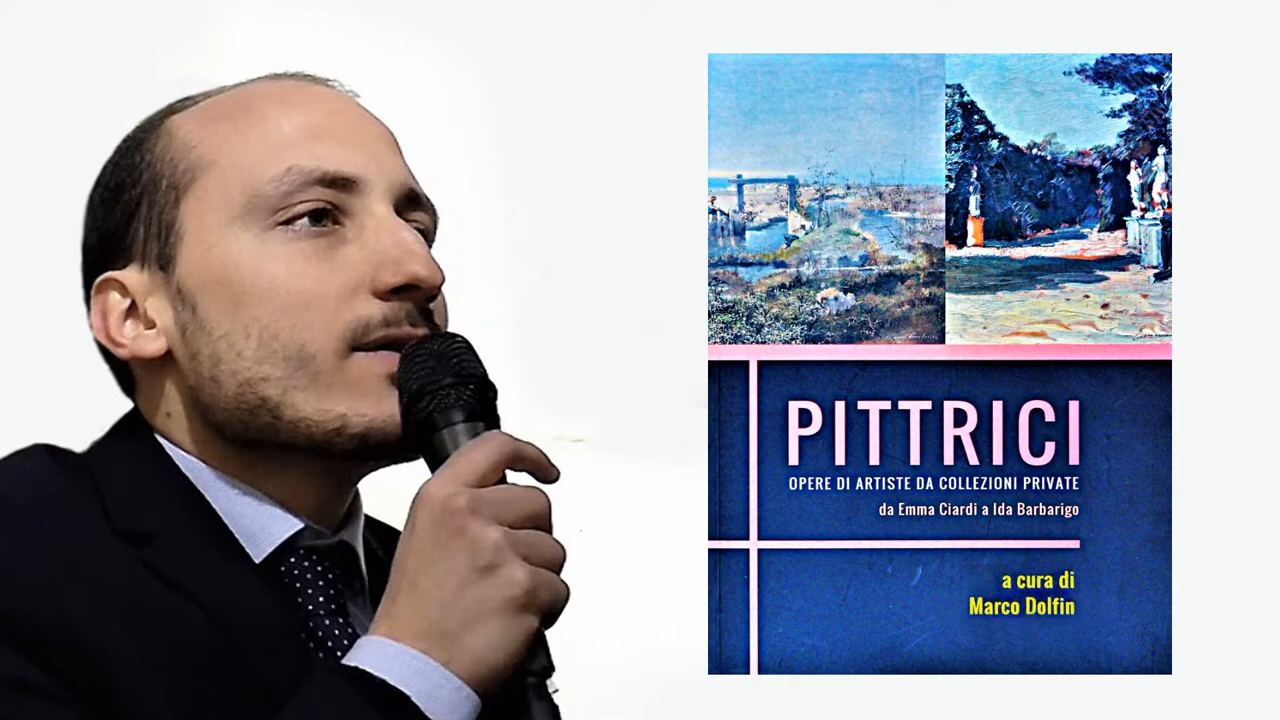 PITTRICI
OPERE DI ARTISTE DA COLLEZIONI PRIVATE
da Emma Ciardi a Ida Barbarigo
a cura di
Marco Dolfin